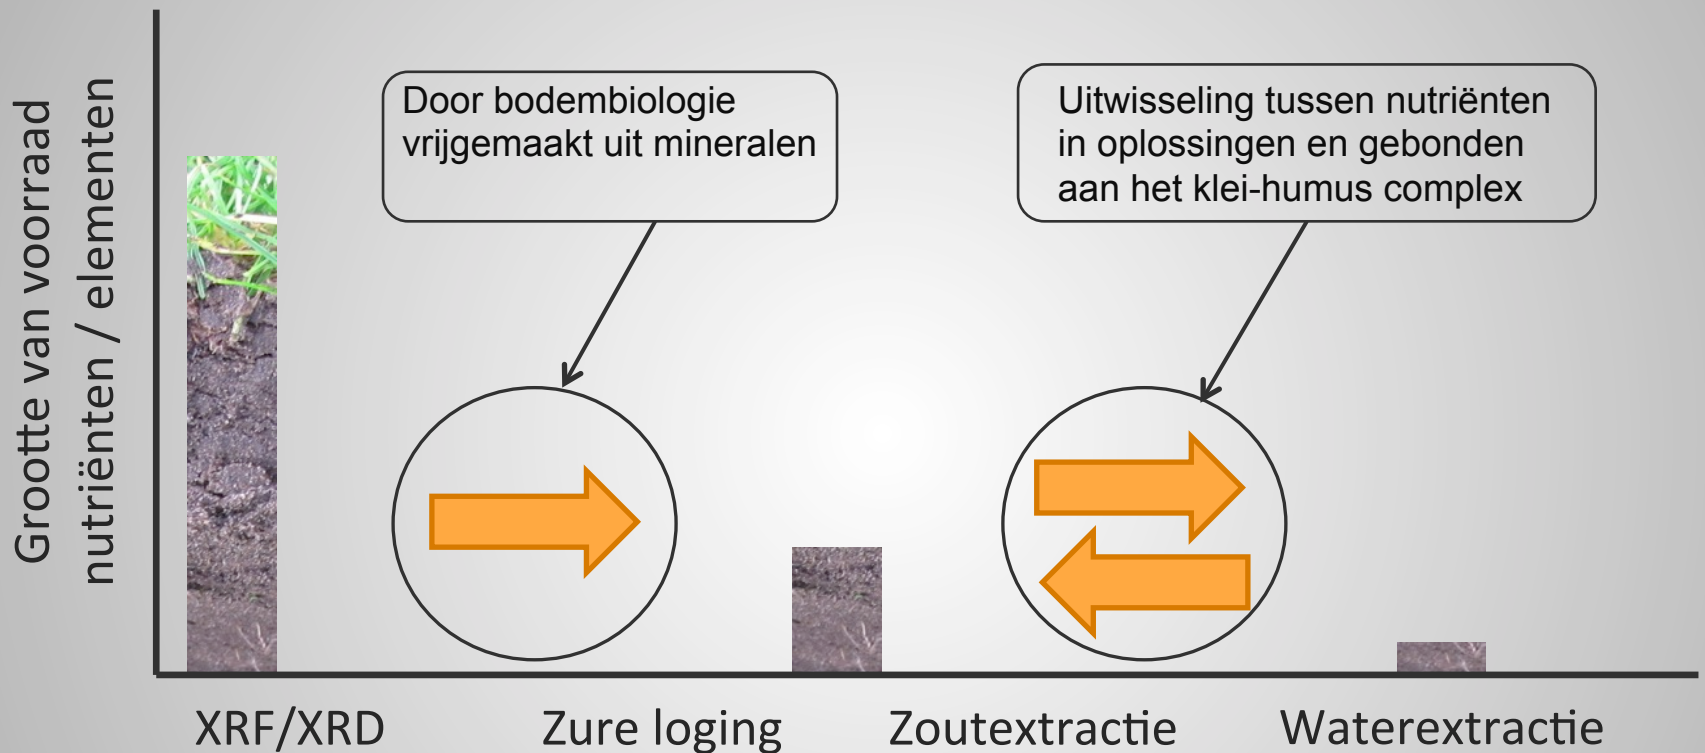 Grootte van voorraad
nutriënten / elementen
Door bodembiologie
vrijgemaakt uit mineralen
Uitwisseling tussen nutriënten
in oplossingen en gebonden
aan het klei-humus complex
XRF/XRD
Zure loging
Zoutextractie
Waterextractie